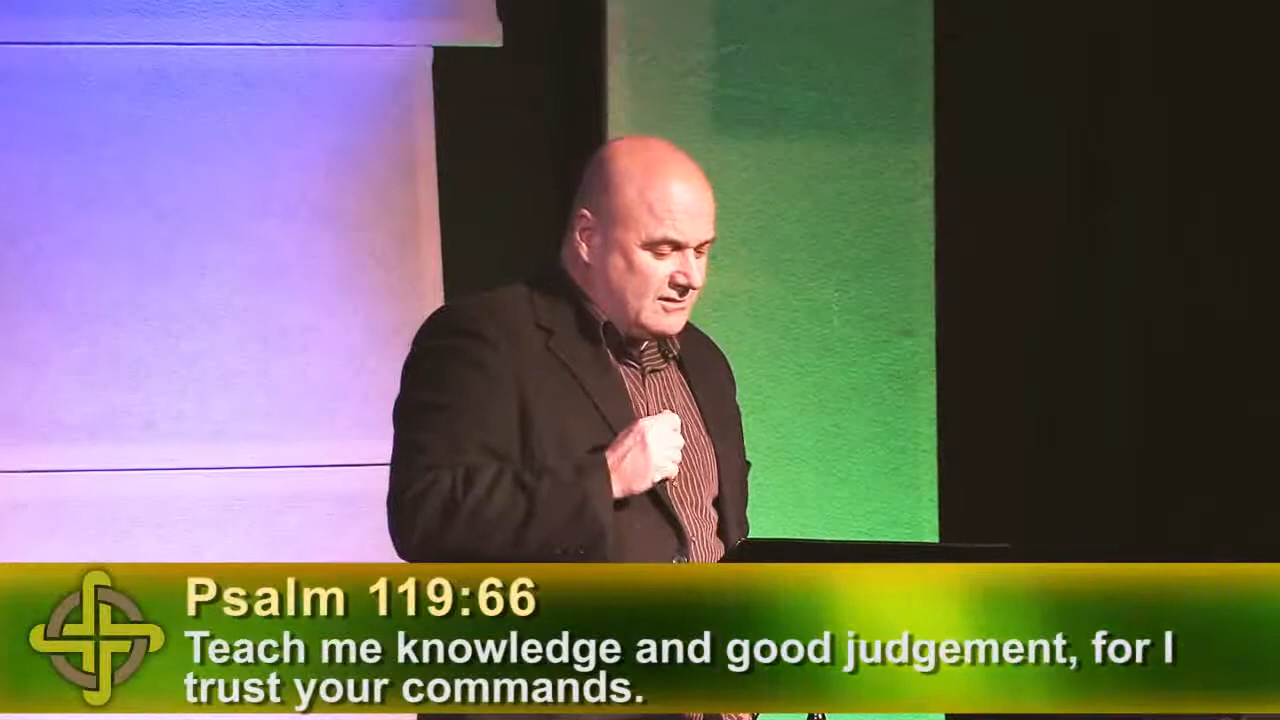 Psalm 119:66
Teach me knowledge and good judgement, for I
trust your commands.